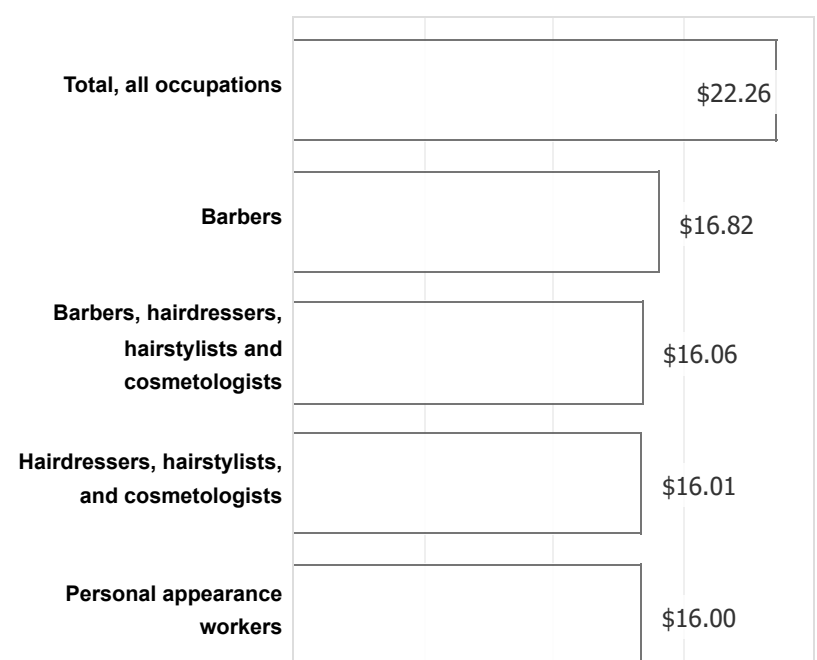 Total, all occupations
$22.26
Barbers
$16.82
Barbers, hairdressers,
hairstylists and
cosmetologists
$16.06
Hairdressers, hairstylists,
and cosmetologists
$16.01
Personal appearance
workers
$16.00